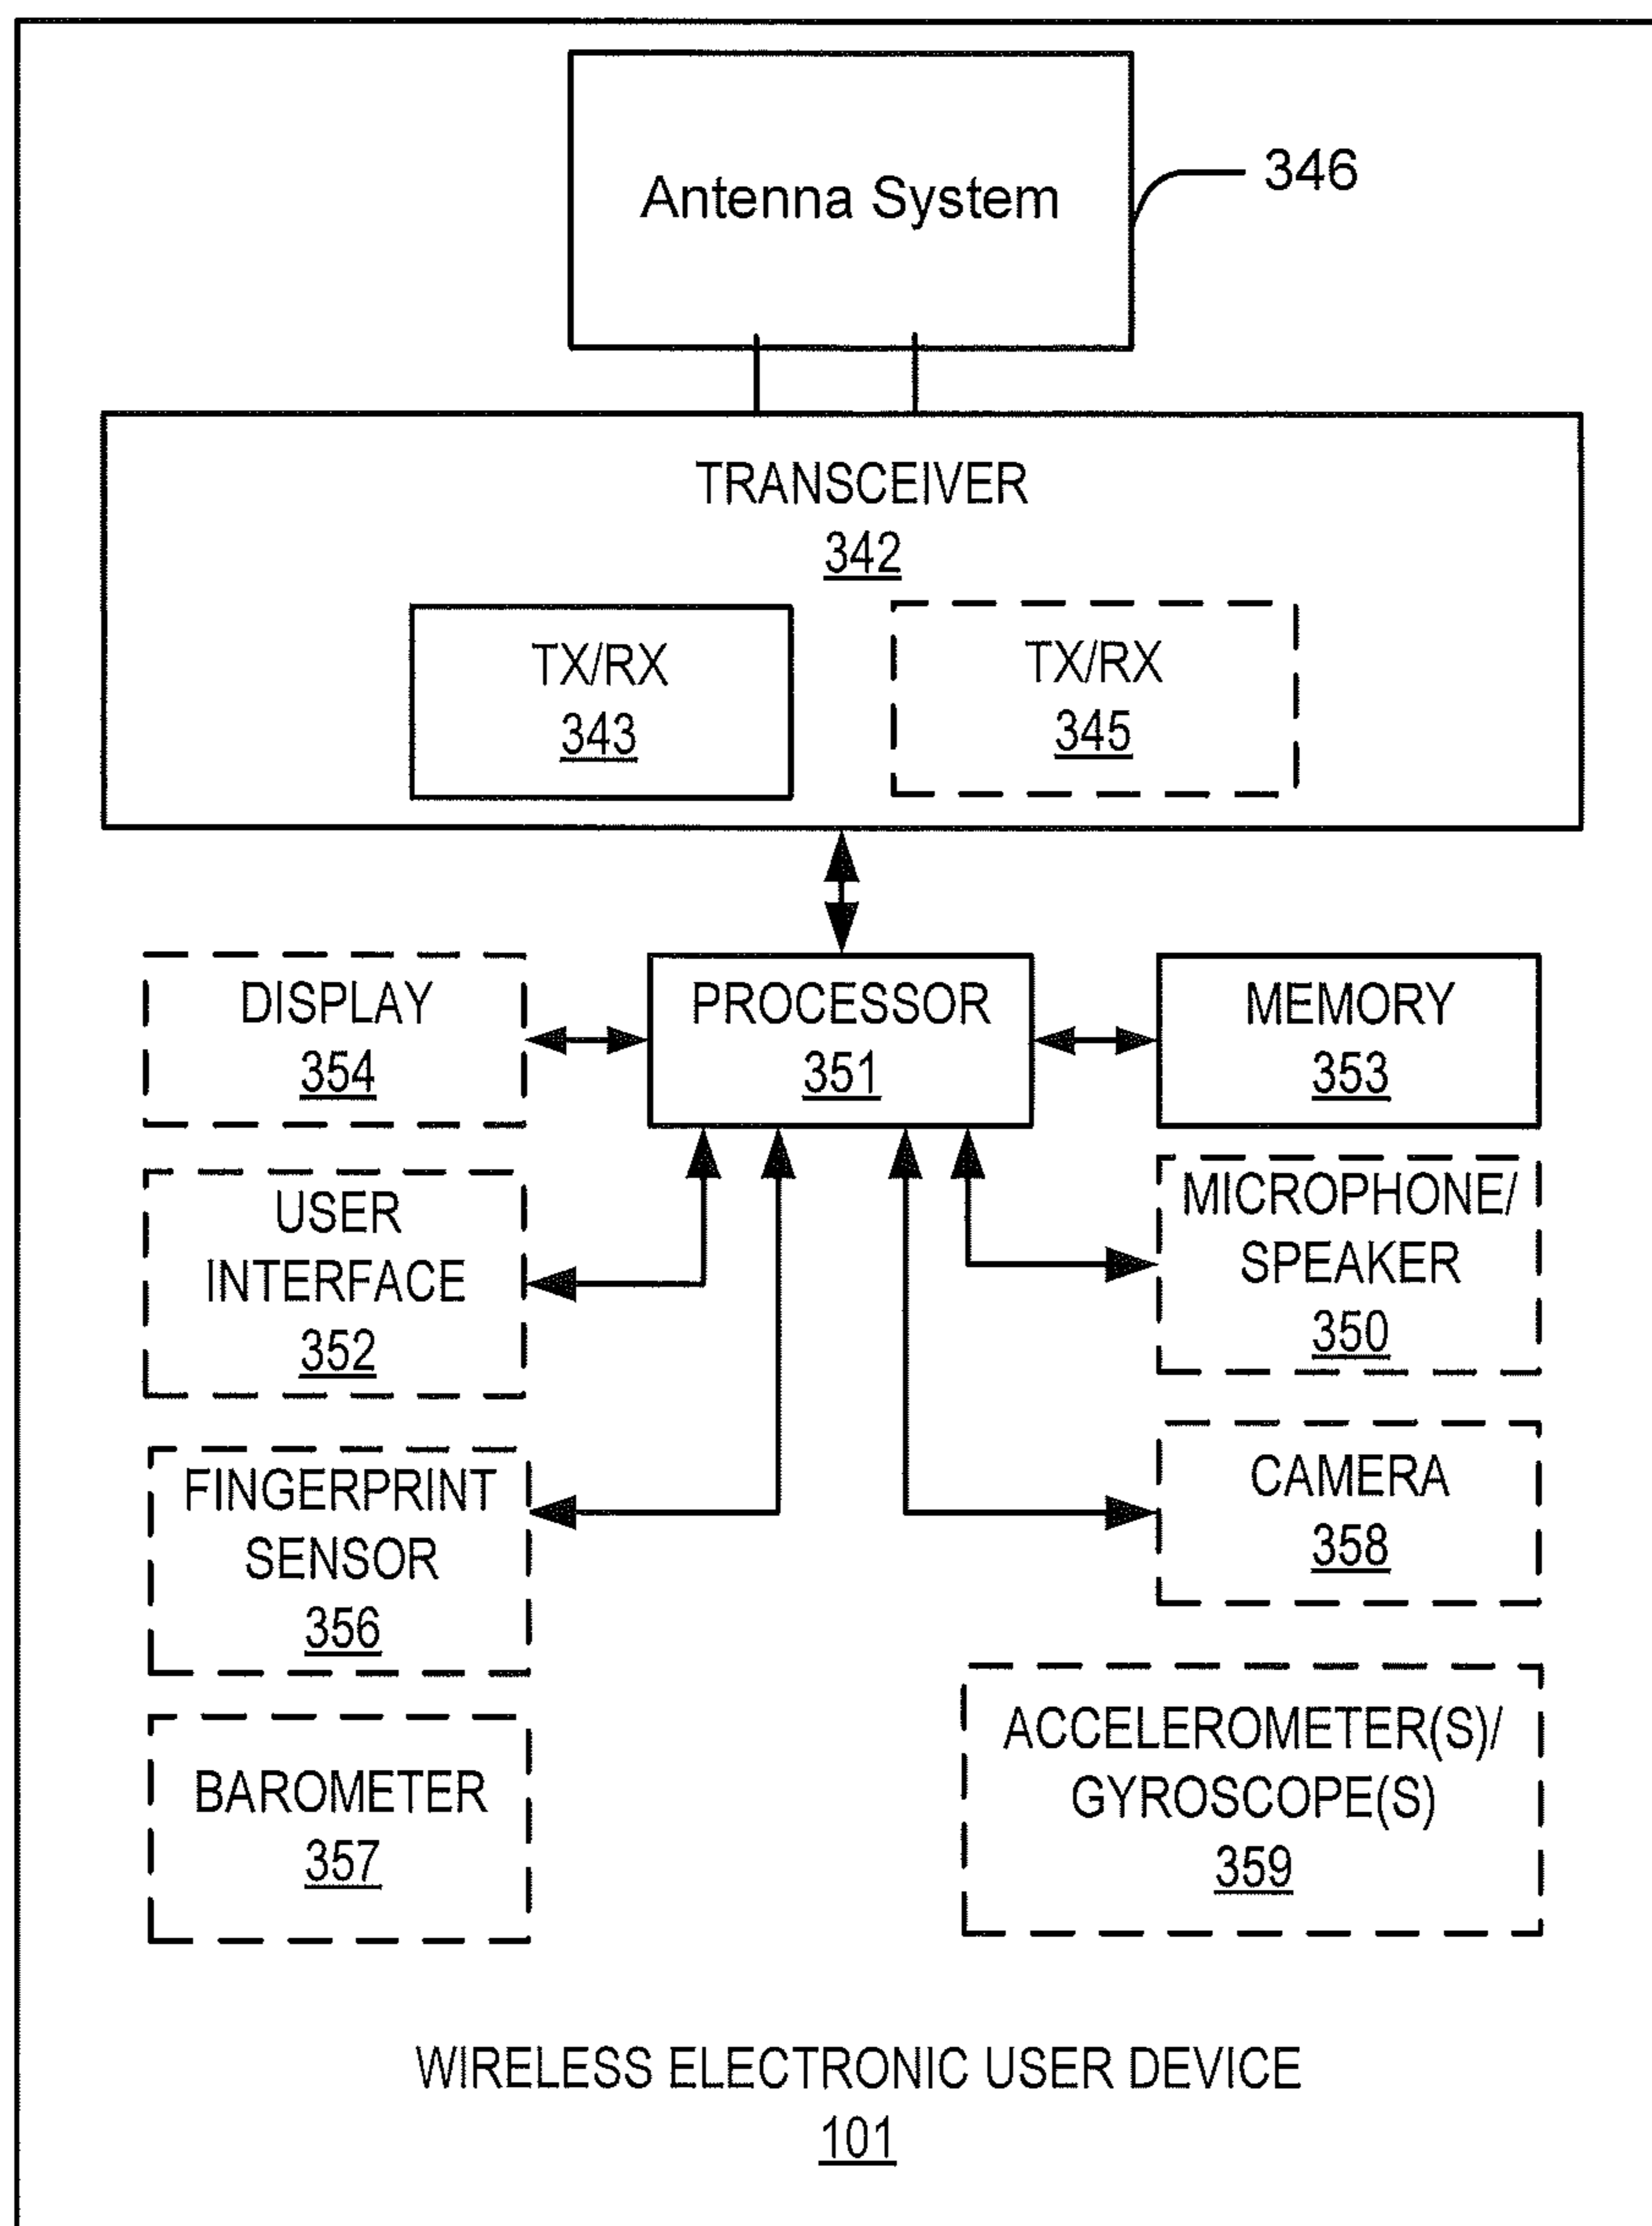 Antenna System
346
TRANSCEIVER
342
TX/RX
343
TX/RX
345
DISPLAY
354
PROCESSOR
351
MEMORY
353
USER
INTERFACE
352
MICROPHONE/
SPEAKER
350
FINGERPRINT
SENSOR
356
CAMERA
358
BAROMETER
357
ACCELEROMETER(S)/
GYROSCOPE(S)
359
WIRELESS ELECTRONIC USER DEVICE
101